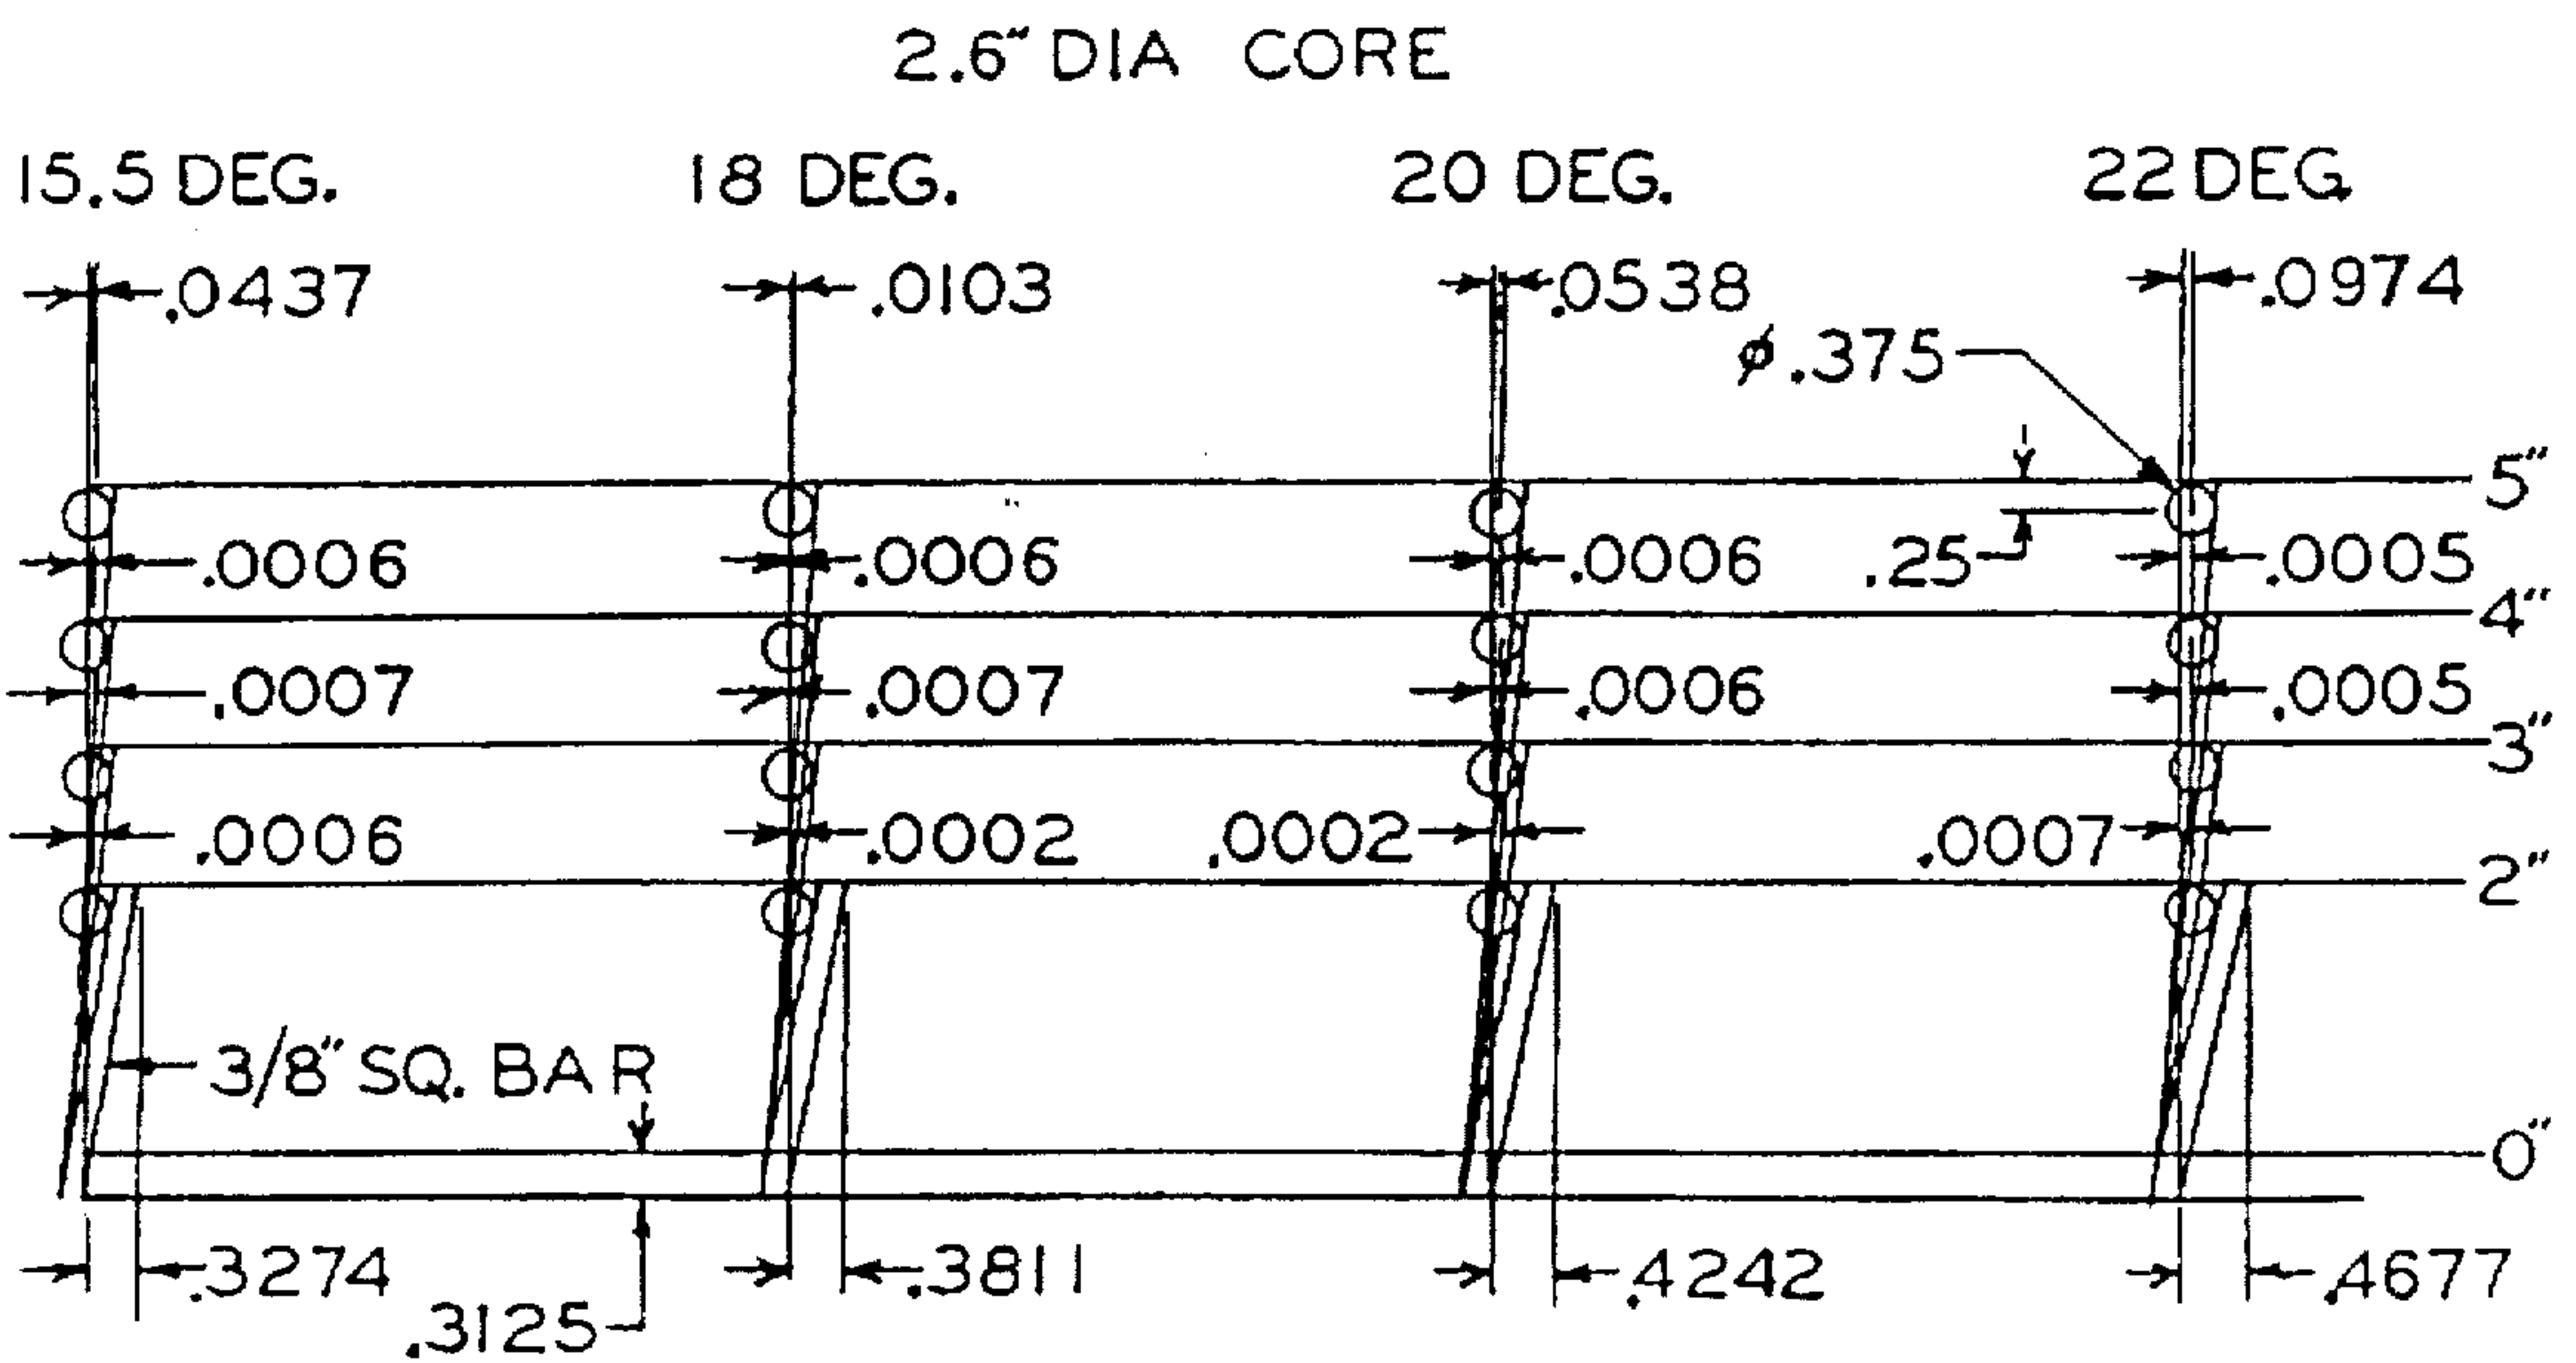 2.6" DIA CORE
15.5 DEG. 18 DEG. 20 DEG. 22 DEG.
.0437 .0103 .0538 .0974
ø.375
5"
.0006 .0006 .0006 .25 .0005
4"
.0007 .0007 .0006 .0005
3"
.0006 .0002 .0002 .0007
2"
3/8" SQ. BAR
0"
.3274 .3811 .4242 .4677
.3125